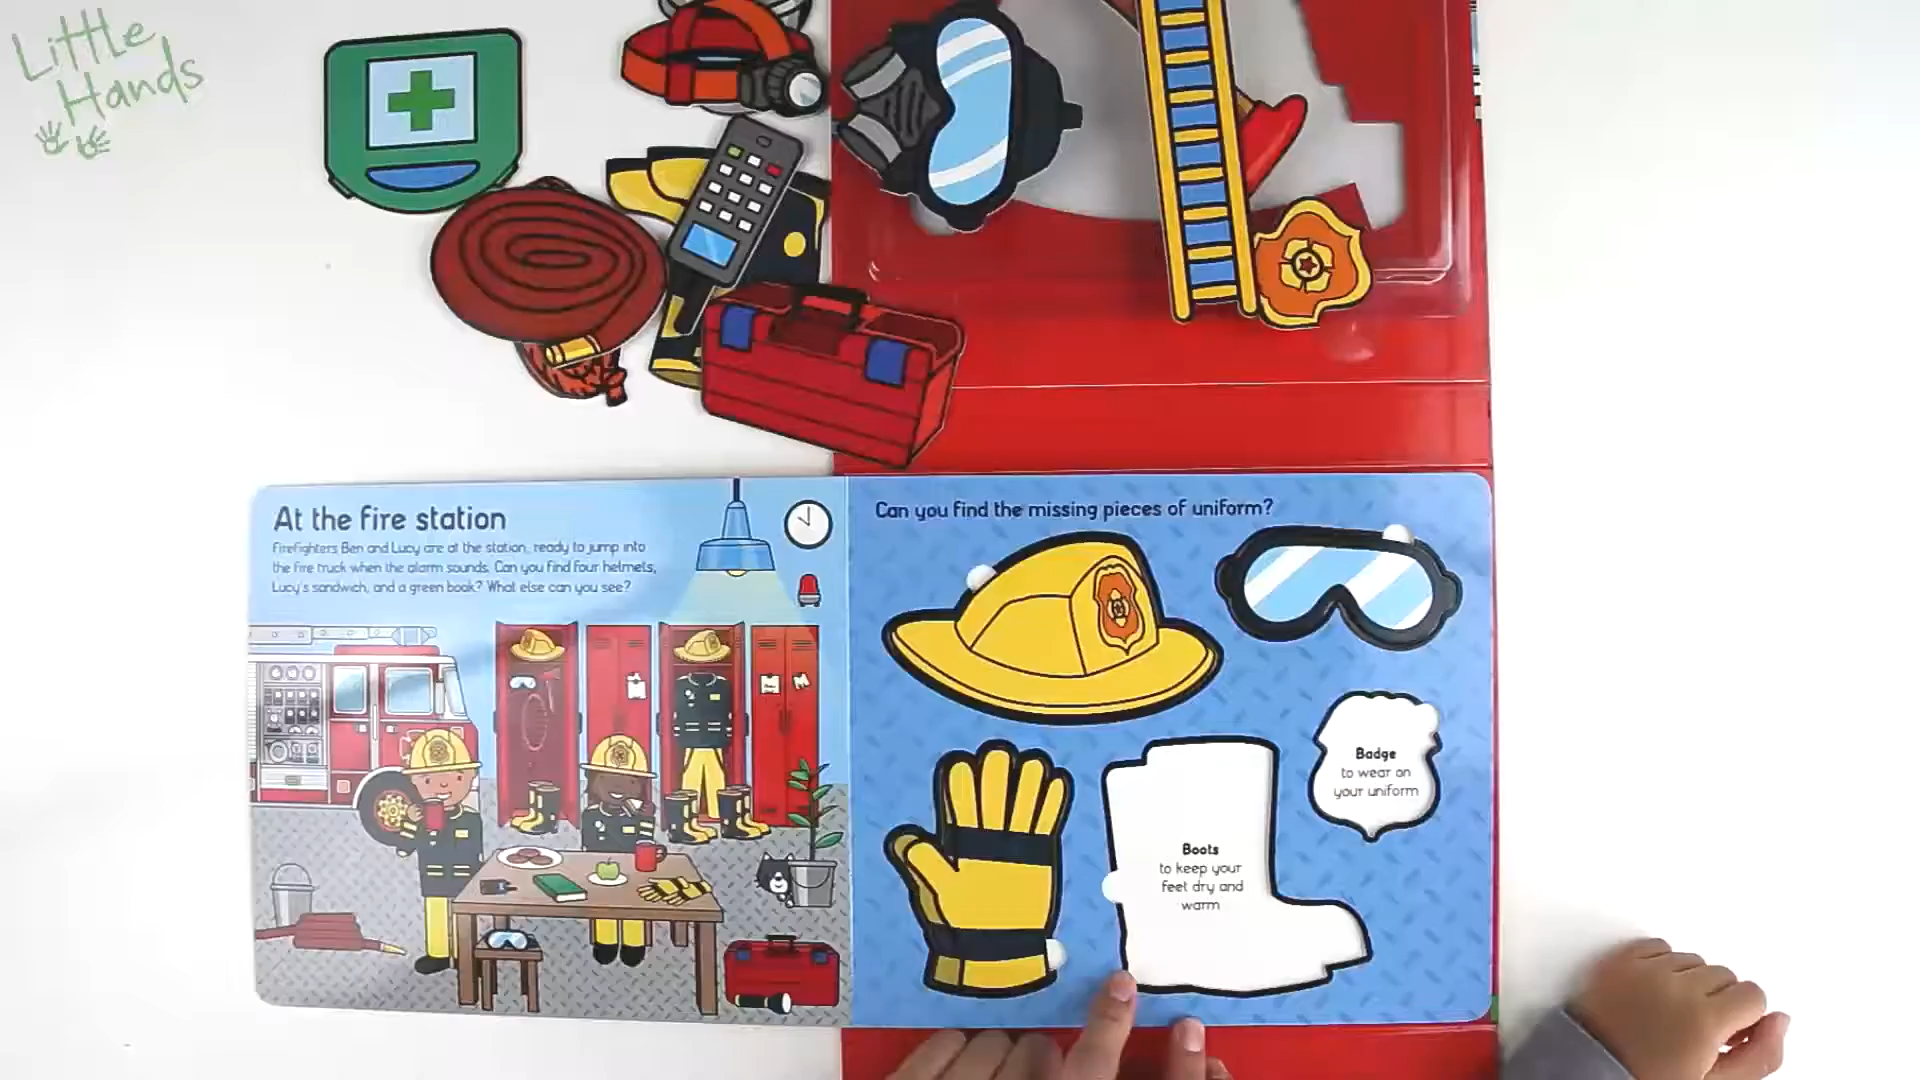 Little
Hands
At the fire station
Firefighters Ben and Lucy are at the station, ready to jump into
the fire truck when the alarm sounds. Can you find four helmets,
Lucy's sandwich, and a green book? What else can you see?
Can you find the missing pieces of uniform?
Badge
to wear on
your uniform
Boots
to keep your
feet dry and
warm